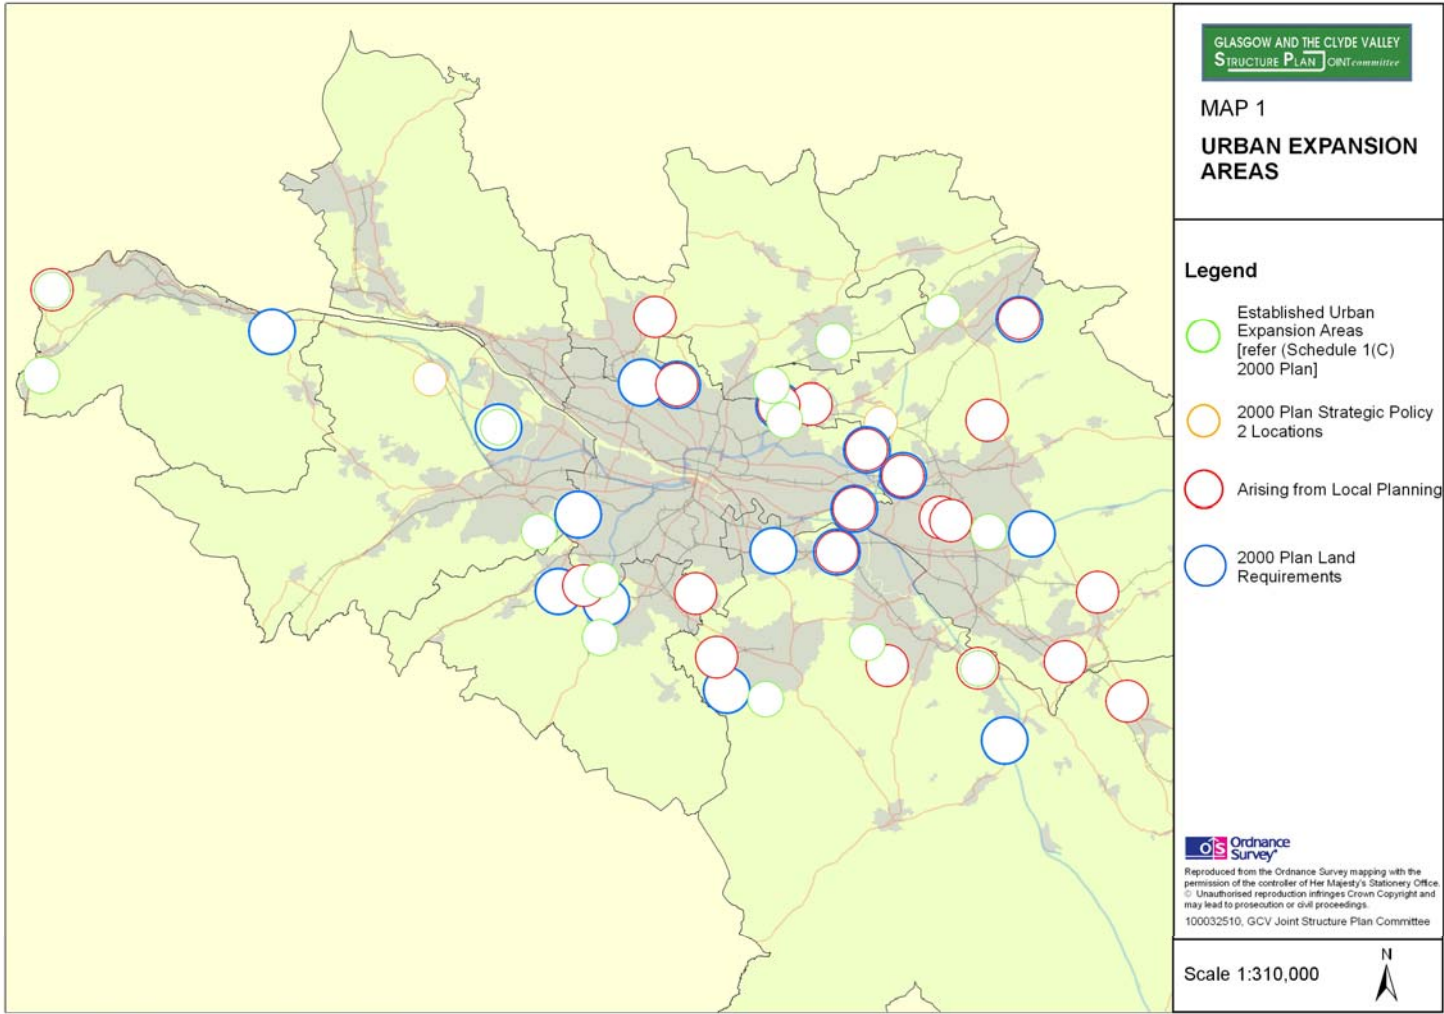 GLASGOW AND THE CLYDE VALLEY
STRUCTURE PLAN JOINT committee
MAP 1
URBAN EXPANSION
AREAS
Legend
Established Urban
Expansion Areas
[refer (Schedule 1(C)
2000 Plan]
2000 Plan Strategic Policy
2 Locations
Arising from Local Planning
2000 Plan Land
Requirements
OS Ordnance
Survey®
Reproduced from the Ordnance Survey mapping with the
permission of the controller of Her Majesty's Stationery Office.
© Unauthorised reproduction infringes Crown Copyright and
may lead to prosecution or civil proceedings.
100032510, GCV Joint Structure Plan Committee
Scale 1:310,000
N